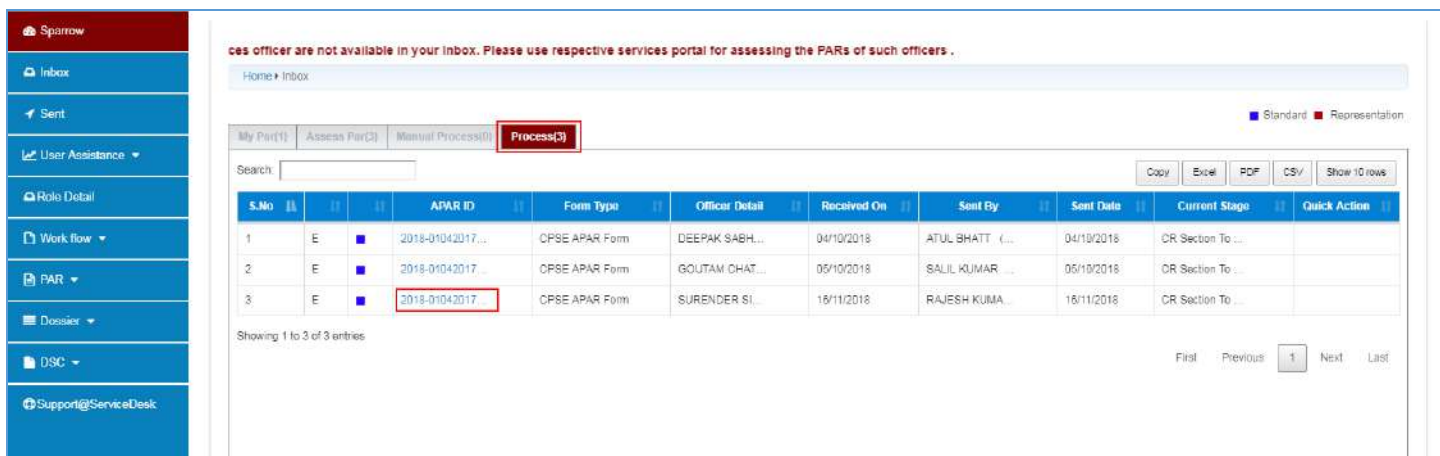 Sparrow
Inbox
Sent
User Assistance
Role Detail
Work flow
PAR
Dossier
DSC
Support@ServiceDesk
ces officer are not available in your Inbox. Please use respective services portal for assessing the PARs of such officers .
Home Inbox
Standard Representation
My Par(1) Assess Par(3) Manual Process(0) Process(3)
Search: Copy Excel PDF CSV Show 10 rows
S.No APAR ID Form Type Officer Detail Received On Sent By Sent Date Current Stage Quick Action
1 E 2018-01042017... CPSE APAR Form DEEPAK SABH... 04/10/2018 ATUL BHATT (... 04/10/2018 CR Section To ...
2 E 2018-01042017... CPSE APAR Form GOUTAM CHAT... 05/10/2018 SALIL KUMAR ... 05/10/2018 CR Section To ...
3 E 2018-01042017... CPSE APAR Form SURENDER SI... 16/11/2018 RAJESH KUMA... 16/11/2018 CR Section To ...
Showing 1 to 3 of 3 entries
First Previous 1 Next Last